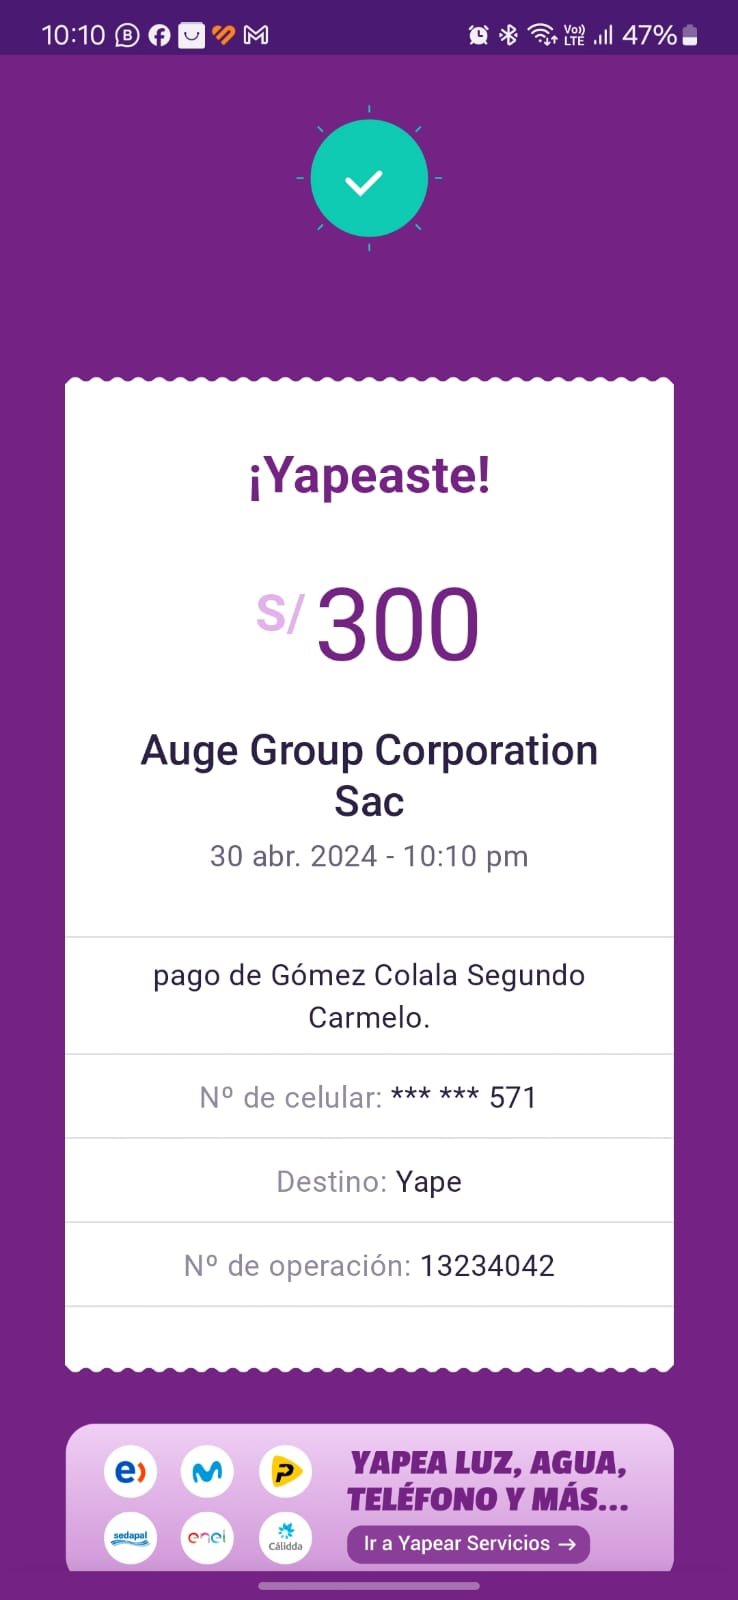 10:10
Vo))
LTE
47%
¡Yapeaste!
S/ 300
Auge Group Corporation
Sac
30 abr. 2024 - 10:10 pm
pago de Gómez Colala Segundo
Carmelo.
Nº de celular: *** *** 571
Destino: Yape
Nº de operación: 13234042
YAPEA LUZ, AGUA,
TELÉFONO Y MÁS...
sedapal
enel
Cálidda
Ir a Yapear Servicios →